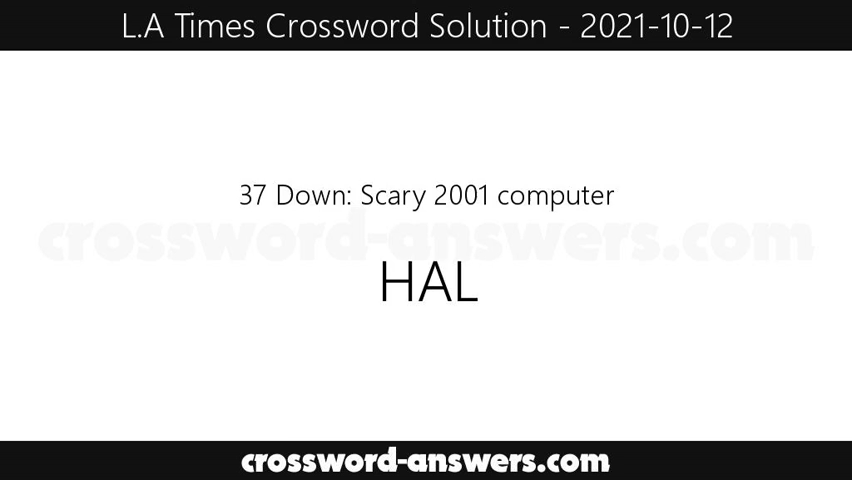 L.A Times Crossword Solution - 2021-10-12
37 Down: Scary 2001 computer
crossword-answers.com
HAL
crossword-answers.com